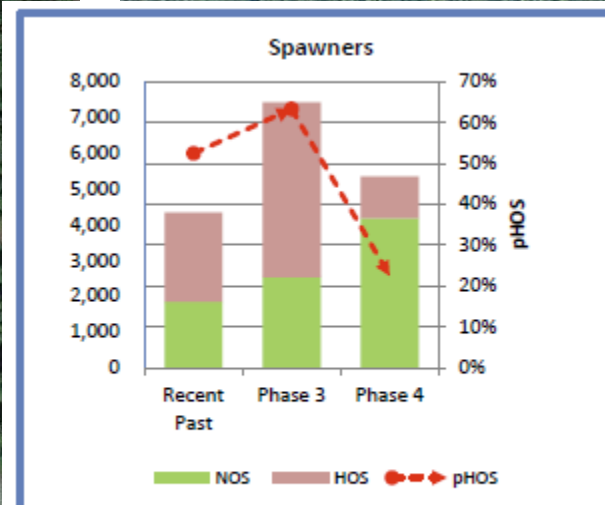 Spawners
8,000
7,000
6,000
5,000
4,000
3,000
2,000
1,000
0
70%
60%
50%
40%
30%
20%
10%
0%
pHOS
Recent Past
Phase 3
Phase 4
NOS
HOS
pHOS